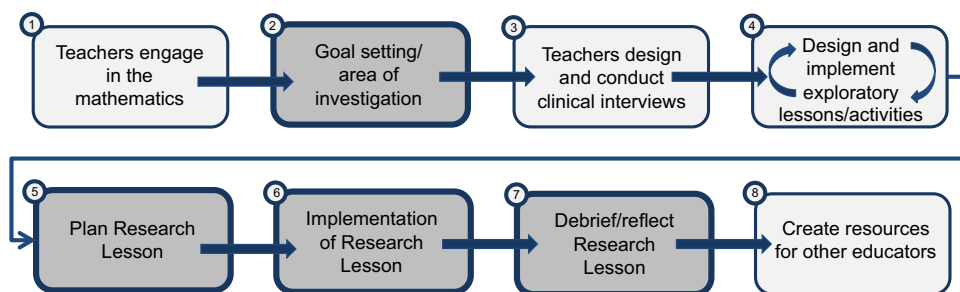 1
Teachers engage
in the
mathematics
2
Goal setting/
area of
investigation
3
Teachers design
and conduct
clinical interviews
4
Design and
implement
exploratory
lessons/activities
5
Plan Research
Lesson
6
Implementation
of Research
Lesson
7
Debrief/reflect
Research
Lesson
8
Create resources
for other educators